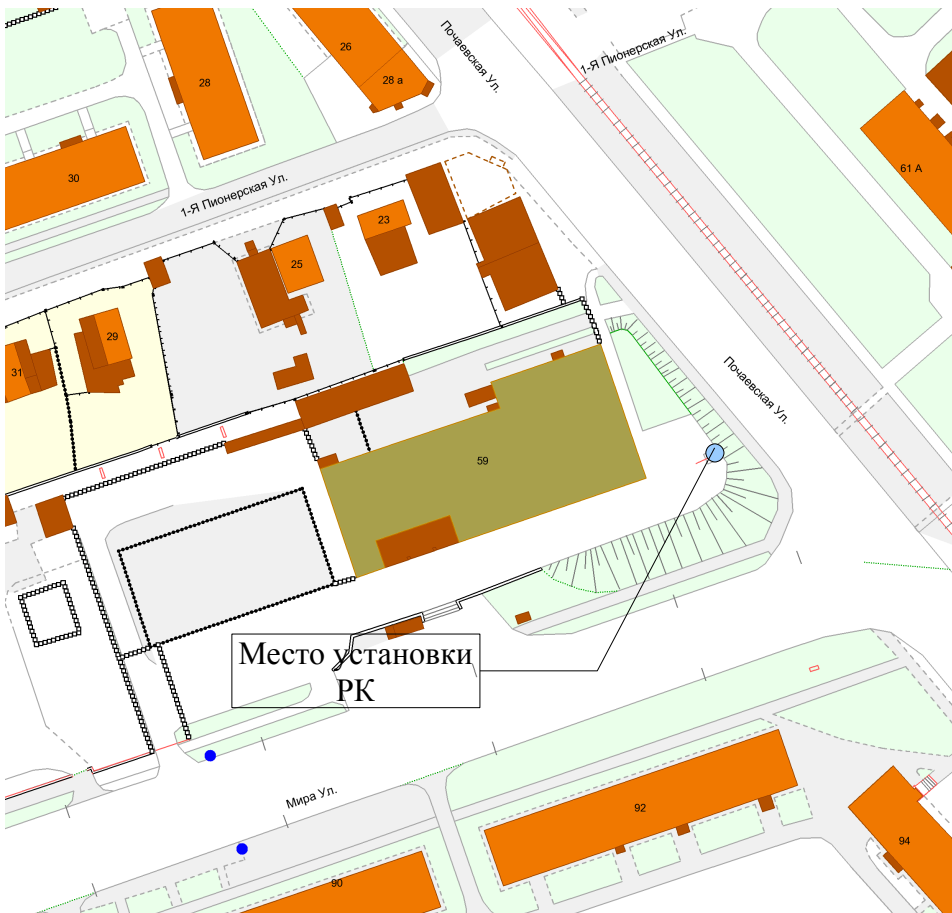 26
Почаевская Ул.
1-Я Пионерская Ул.
28
28 а
61 А
30
1-Я Пионерская Ул.
23
25
29
31
Почаевская Ул.
59
Место установки
РК
Мира Ул.
92
94
90